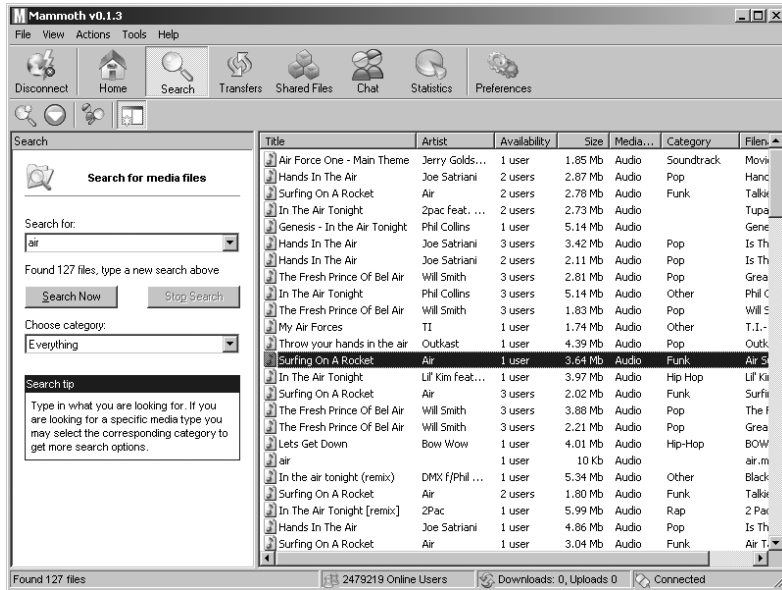 Mammoth v0.1.3
File View Actions Tools Help
Disconnect Home Search Transfers Shared Files Chat Statistics Preferences
Search
Search for media files
Search for:
air
Found 127 files, type a new search above
Search Now Stop Search
Choose category:
Everything
Search tip
Type in what you are looking for. If you
are looking for a specific media type you
may select the corresponding category to
get more search options.
Title Artist Availability Size Media... Category Filen
Air Force One - Main Theme Jerry Golds... 1 user 1.85 Mb Audio Soundtrack Movi
Hands In The Air Joe Satriani 2 users 2.87 Mb Audio Pop Hanc
Surfing On A Rocket Air 2 users 2.78 Mb Audio Funk Talkie
In The Air Tonight 2pac feat. ... 2 users 2.73 Mb Audio Tupa
Genesis - In the Air Tonight Phil Collins 1 user 5.14 Mb Audio Gene
Hands In The Air Joe Satriani 3 users 3.42 Mb Audio Pop Is Th
Hands In The Air Joe Satriani 2 users 2.11 Mb Audio Pop Is Th
The Fresh Prince Of Bel Air Will Smith 3 users 2.81 Mb Audio Pop Grea
In The Air Tonight Phil Collins 3 users 5.14 Mb Audio Other Phil C
The Fresh Prince Of Bel Air Will Smith 3 users 1.83 Mb Audio Pop Will S
My Air Forces TI 1 user 1.74 Mb Audio Other T.I.-
Throw your hands in the air Outkast 1 user 4.39 Mb Audio Pop Outk
Surfing On A Rocket Air 1 user 3.64 Mb Audio Funk Air S
In The Air Tonight Lil' Kim feat... 1 user 3.97 Mb Audio Hip Hop Lil' Ki
Surfing On A Rocket Air 3 users 2.02 Mb Audio Funk Surfi
The Fresh Prince Of Bel Air Will Smith 3 users 3.88 Mb Audio Pop The F
The Fresh Prince Of Bel Air Will Smith 3 users 2.21 Mb Audio Pop Grea
Lets Get Down Bow Wow 1 user 4.01 Mb Audio Hip-Hop BOW
air 1 user 10 Kb Audio air.m
In the air tonight (remix) DMX f/Phil ... 1 user 5.34 Mb Audio Other Black
Surfing On A Rocket Air 2 users 1.80 Mb Audio Funk Talkie
In The Air Tonight [remix] 2Pac 1 user 5.99 Mb Audio Rap 2 Pac
Hands In The Air Joe Satriani 1 user 4.86 Mb Audio Pop Is Th
Surfing On A Rocket Air 1 user 3.04 Mb Audio Funk Air T
Found 127 files 2479219 Online Users Downloads: 0, Uploads 0 Connected